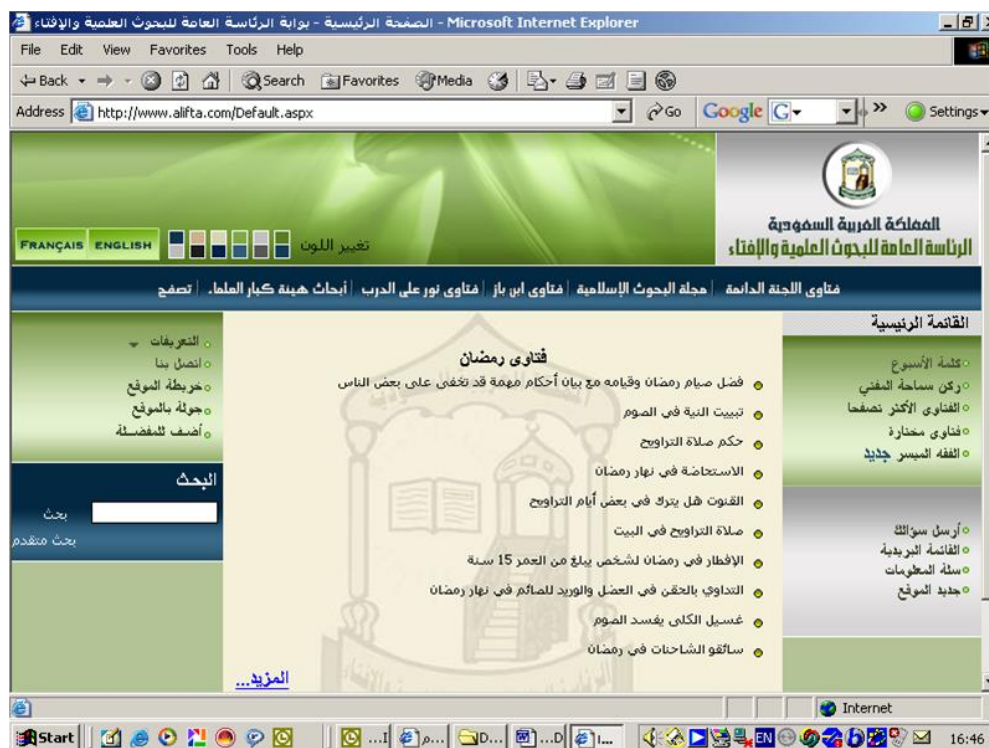 الصفحة الرئيسية - بوابة الرئاسة العامة للبحوث العلمية والإفتاء - Microsoft Internet Explorer
File Edit View Favorites Tools Help
Back Search Favorites Media
Address http://www.alifta.com/Default.aspx Go Google G Settings
المملكة العربية السعودية
الرئاسة العامة للبحوث العلمية والإفتاء
FRANÇAIS ENGLISH تغيير اللون
فتاوى اللجنة الدائمة | مجلة البحوث الإسلامية | فتاوى ابن باز | فتاوى نور على الدرب | أبحاث هيئة كبار العلماء | تصفح
القائمة الرئيسية
كلمة الأسبوع
ركن سماحة المفتي
الفتاوى الأكثر تصفحا
فتاوى مختارة
الفقه الميسر جديد
أرسل سؤالك
القائمة البريدية
سلة المعلومات
جديد الموقع
فتاوى رمضان
فضل صيام رمضان وقيامه مع بيان أحكام مهمة قد تخفى على بعض الناس
تبييت النية في الصوم
حكم صلاة التراويح
الاستحاضة في نهار رمضان
القنوت هل يترك في بعض أيام التراويح
صلاة التراويح في البيت
الإفطار في رمضان لشخص يبلغ من العمر 15 سنة
التداوي بالحقن في العضل والوريد للصائم في نهار رمضان
غسيل الكلى يفسد الصوم
سائقو الشاحنات في رمضان
المزيد...
التعريفات
اتصل بنا
خريطة الموقع
جولة بالموقع
أضف للمفضلة
البحث
بحث
بحث متقدم
Internet
Start EN 16:46